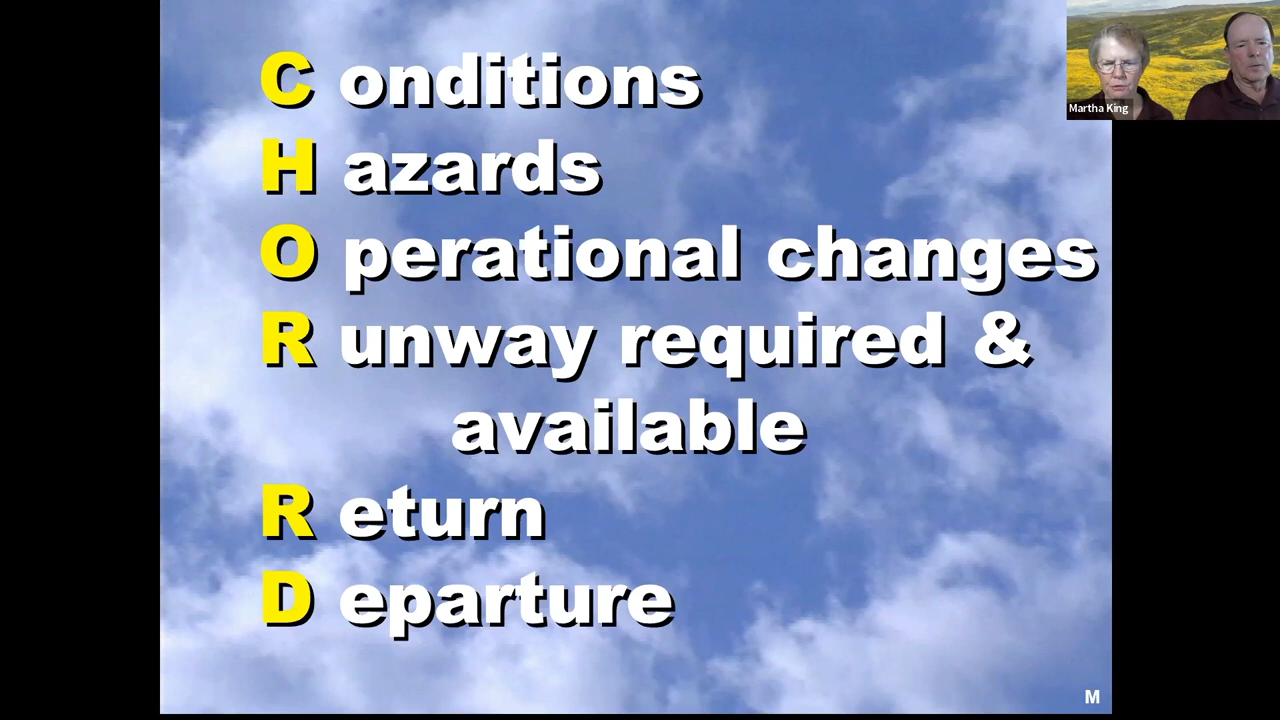 C onditions
H azards
O perational changes
R unway required &
available
R eturn
D eparture
M
Martha King